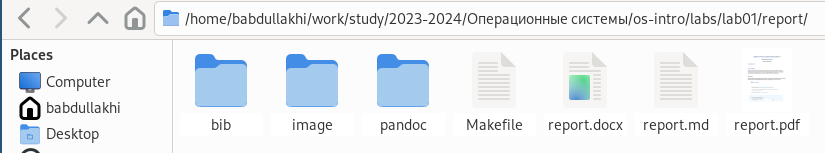 /home/babdullakhi/work/study/2023-2024/Операционные системы/os-intro/labs/lab01/report/
Places
Computer
babdullakhi
Desktop
bib
image
pandoc
Makefile
report.docx
report.md
report.pdf